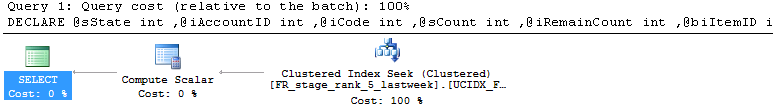 Query 1: Query cost (relative to the batch): 100%
DECLARE @sState int ,@iAccountID int ,@iCode int ,@sCount int ,@iRemainCount int ,@biItemID i
SELECT
Cost: 0 %
Compute Scalar
Cost: 0 %
Clustered Index Seek (Clustered)
[FR_stage_rank_5_lastweek].[UCIDX_F…
Cost: 100 %